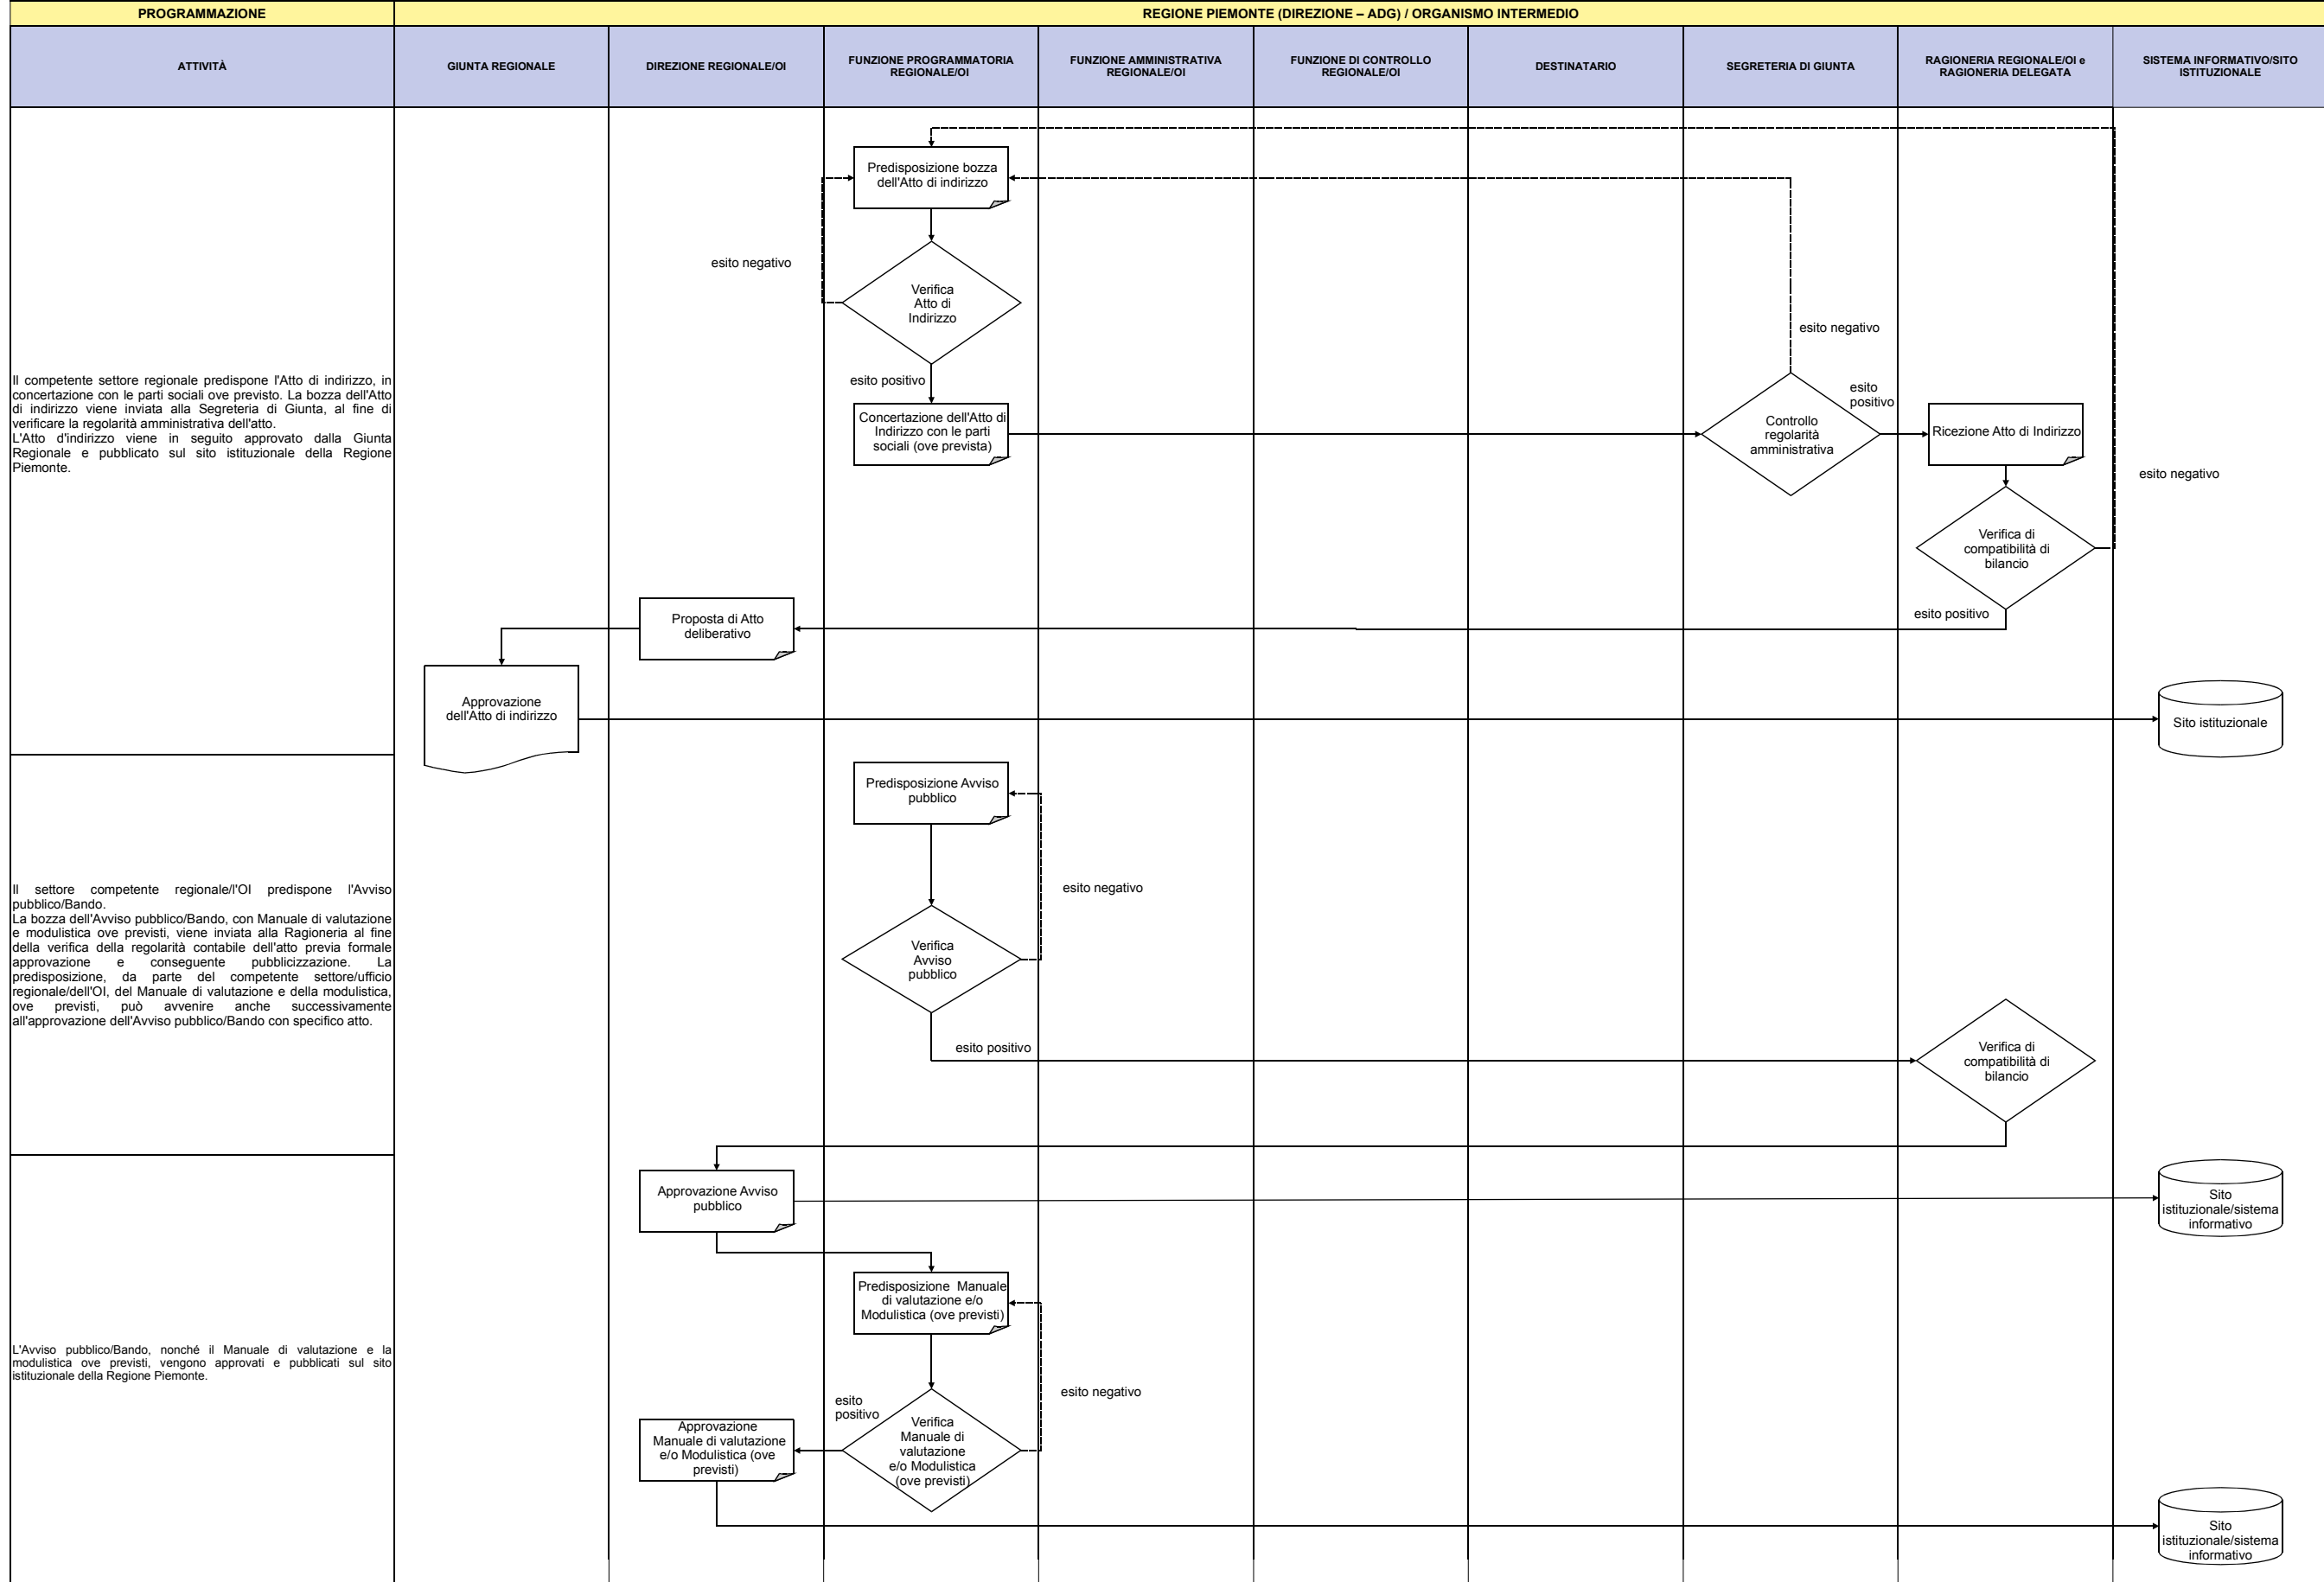 PROGRAMMAZIONE
REGIONE PIEMONTE (DIREZIONE – ADG) / ORGANISMO INTERMEDIO
ATTIVITÀ
GIUNTA REGIONALE
DIREZIONE REGIONALE/OI
FUNZIONE PROGRAMMATORIA
REGIONALE/OI
FUNZIONE AMMINISTRATIVA
REGIONALE/OI
FUNZIONE DI CONTROLLO
REGIONALE/OI
DESTINATARIO
SEGRETERIA DI GIUNTA
RAGIONERIA REGIONALE/OI e
RAGIONERIA DELEGATA
SISTEMA INFORMATIVO/SITO
ISTITUZIONALE
Il competente settore regionale predispone l'Atto di indirizzo, in
concertazione con le parti sociali ove previsto. La bozza dell'Atto
di indirizzo viene inviata alla Segreteria di Giunta, al fine di
verificare la regolarità amministrativa dell'atto.
L'Atto d'indirizzo viene in seguito approvato dalla Giunta
Regionale e pubblicato sul sito istituzionale della Regione
Piemonte.
Predisposizione bozza
dell'Atto di indirizzo
esito negativo
Verifica
Atto di
Indirizzo
esito negativo
esito positivo
esito
positivo
Concertazione dell'Atto di
Indirizzo con le parti
sociali (ove prevista)
Controllo
regolarità
amministrativa
Ricezione Atto di Indirizzo
esito negativo
Verifica di
compatibilità di
bilancio
esito positivo
Proposta di Atto
deliberativo
Approvazione
dell'Atto di indirizzo
Sito istituzionale
Il settore competente regionale/l'OI predispone l'Avviso
pubblico/Bando.
La bozza dell'Avviso pubblico/Bando, con Manuale di valutazione
e modulistica ove previsti, viene inviata alla Ragioneria al fine
della verifica della regolarità contabile dell'atto previa formale
approvazione e conseguente pubblicizzazione. La
predisposizione, da parte del competente settore/ufficio
regionale/dell'OI, del Manuale di valutazione e della modulistica,
ove previsti, può avvenire anche successivamente
all'approvazione dell'Avviso pubblico/Bando con specifico atto.
Predisposizione Avviso
pubblico
esito negativo
Verifica
Avviso
pubblico
esito positivo
Verifica di
compatibilità di
bilancio
L'Avviso pubblico/Bando, nonché il Manuale di valutazione e la
modulistica ove previsti, vengono approvati e pubblicati sul sito
istituzionale della Regione Piemonte.
Approvazione Avviso
pubblico
Sito
istituzionale/sistema
informativo
Predisposizione Manuale
di valutazione e/o
Modulistica (ove previsti)
esito negativo
esito
positivo
Verifica
Manuale di
valutazione
e/o Modulistica
(ove previsti)
Approvazione
Manuale di valutazione
e/o Modulistica (ove
previsti)
Sito
istituzionale/sistema
informativo